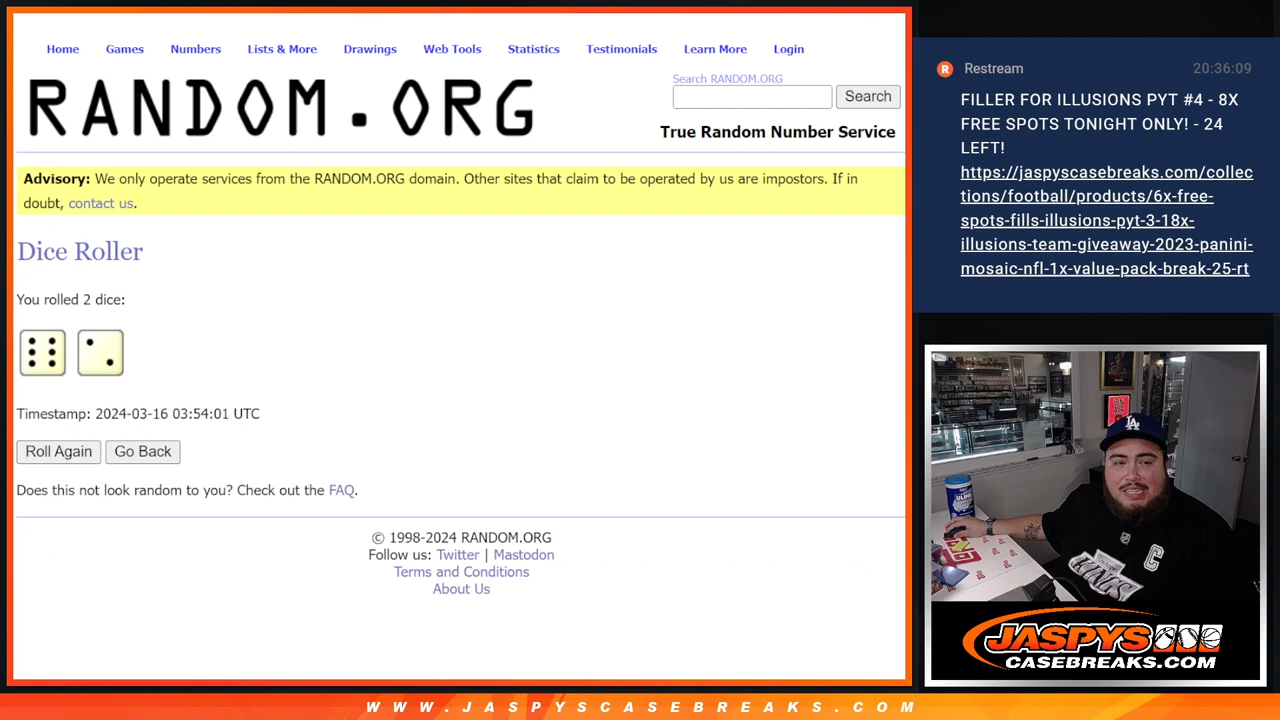 Home Games Numbers Lists & More Drawings Web Tools Statistics Testimonials Learn More Login
RANDOM.ORG
Search RANDOM.ORG
Search
True Random Number Service
Advisory: We only operate services from the RANDOM.ORG domain. Other sites that claim to be operated by us are impostors. If in
doubt, contact us.
Dice Roller
You rolled 2 dice:
Timestamp: 2024-03-16 03:54:01 UTC
Roll Again Go Back
Does this not look random to you? Check out the FAQ.
© 1998-2024 RANDOM.ORG
Follow us: Twitter | Mastodon
Terms and Conditions
About Us
R Restream 20:36:09
FILLER FOR ILLUSIONS PYT #4 - 8X
FREE SPOTS TONIGHT ONLY! - 24
LEFT!
https://jaspyscasebreaks.com/collec
tions/football/products/6x-free-
spots-fills-illusions-pyt-3-18x-
illusions-team-giveaway-2023-panini-
mosaic-nfl-1x-value-pack-break-25-rt
LA
ON
AIR
ULINE
C
KINGS
JASPYS
CASEBREAKS.COM
WWW.JASPYSCASEBREAKS.COM